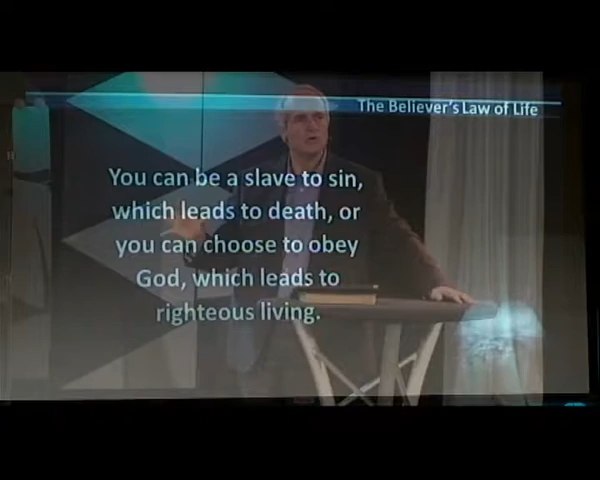 The Believer's Law of Life
You can be a slave to sin,
which leads to death, or
you can choose to obey
God, which leads to
righteous living.